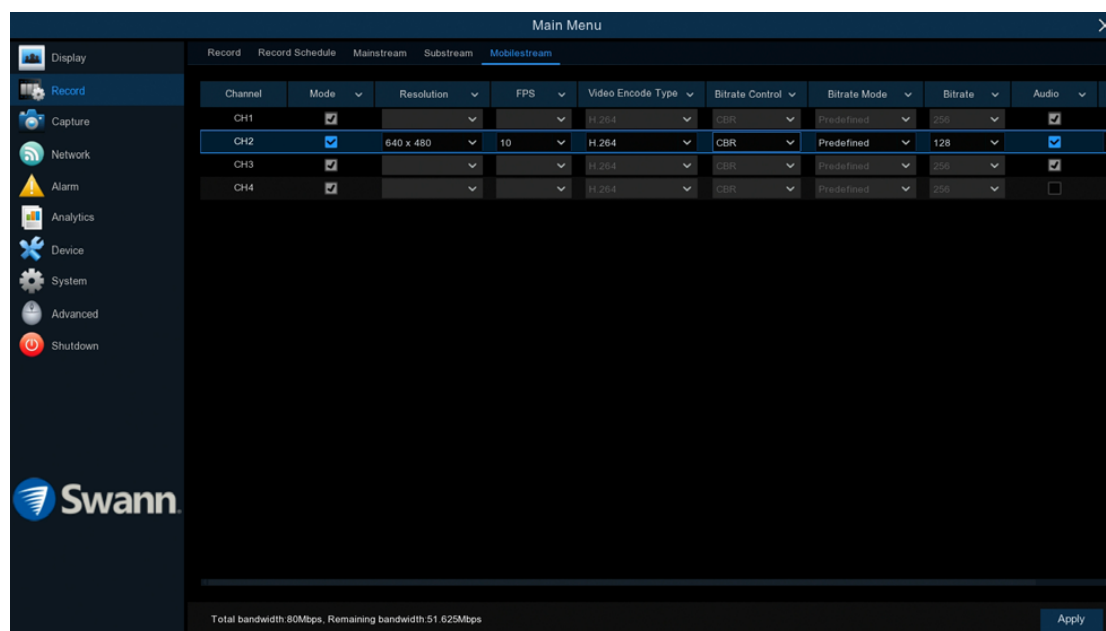 Main Menu
Display
Record
Capture
Network
Alarm
Analytics
Device
System
Advanced
Shutdown
Swann.
Record Record Schedule Mainstream Substream Mobilestream
Channel Mode Resolution FPS Video Encode Type Bitrate Control Bitrate Mode Bitrate Audio
CH1 H.264 CBR Predefined 256
CH2 640 x 480 10 H.264 CBR Predefined 128
CH3 H.264 CBR Predefined 256
CH4 H.264 CBR Predefined 256
Total bandwidth:80Mbps, Remaining bandwidth:51.625Mbps
Apply